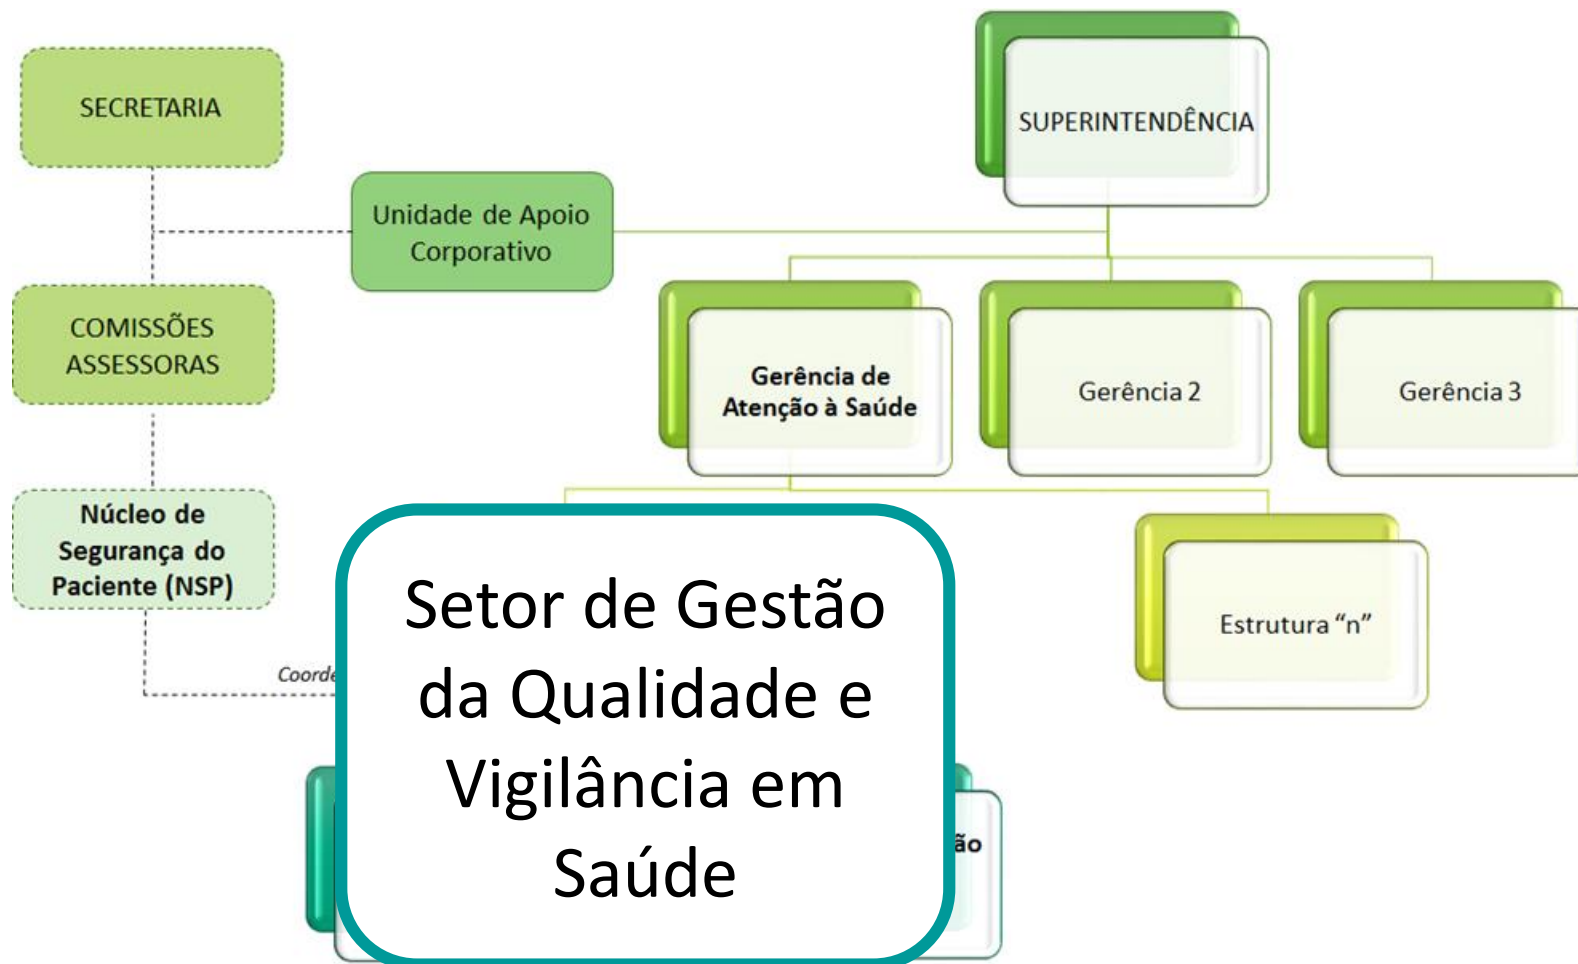 SECRETARIA
SUPERINTENDÊNCIA
Unidade de Apoio
Corporativo
COMISSÕES
ASSESSORAS
Gerência de
Atenção à Saúde
Gerência 2
Gerência 3
Núcleo de
Segurança do
Paciente (NSP)
Estrutura “n”
Setor de Gestão
da Qualidade e
Vigilância em
Saúde